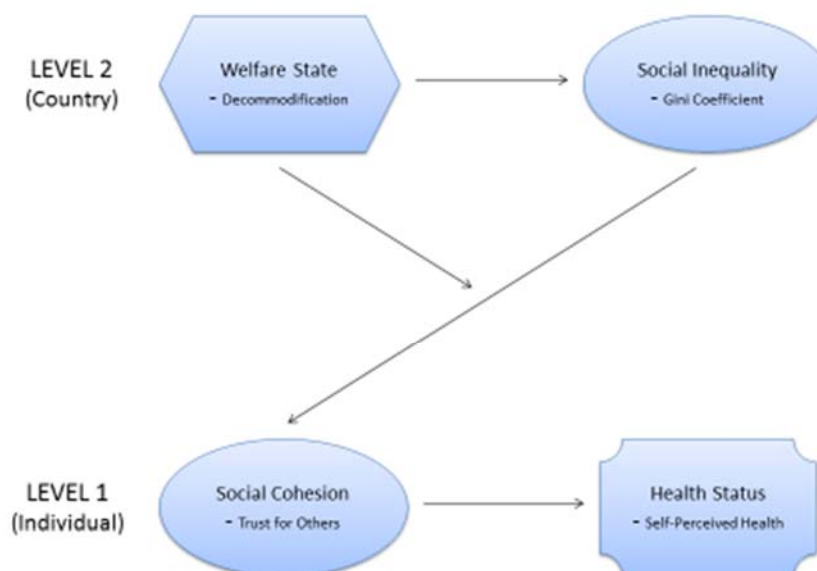 LEVEL 2
(Country)
Welfare State
- Decommodification
Social Inequality
- Gini Coefficient
LEVEL 1
(Individual)
Social Cohesion
- Trust for Others
Health Status
- Self-Perceived Health